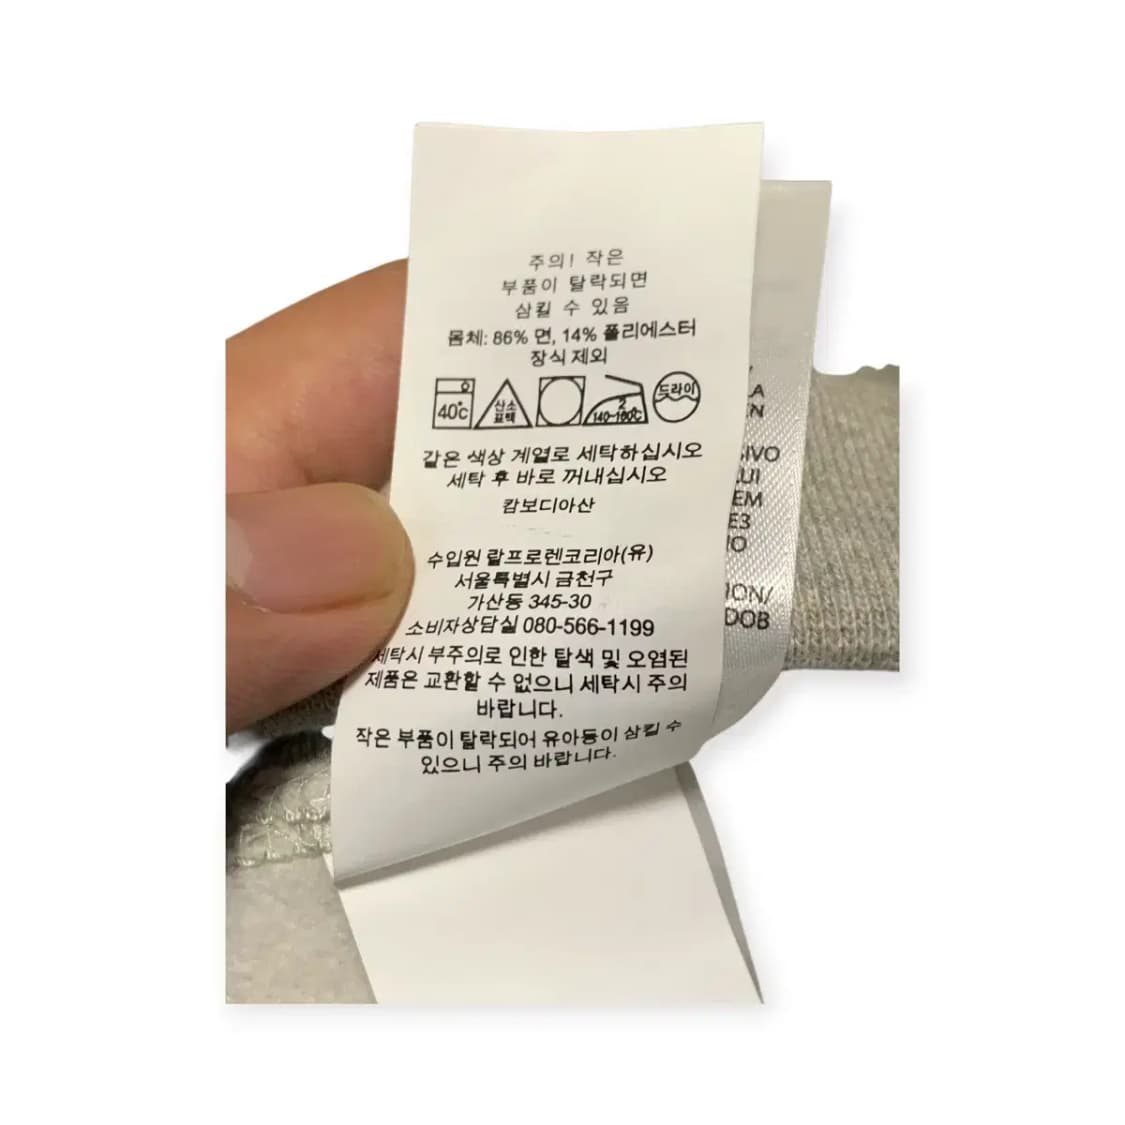 주의! 작은
부품이 탈락되면
삼킬 수 있음
몸체: 86% 면, 14% 폴리에스터
장식 제외
40℃
산소
표백
2
140~160℃
드라이
같은 색상 계열로 세탁하십시오
세탁 후 바로 꺼내십시오
캄보디아산
수입원 랄프로렌코리아(유)
서울특별시 금천구
가산동 345-30
소비자상담실 080-566-1199
세탁시 부주의로 인한 탈색 및 오염된
제품은 교환할 수 없으니 세탁시 주의
바랍니다.
작은 부품이 탈락되어 유아등이 삼킬 수
있으니 주의 바랍니다.